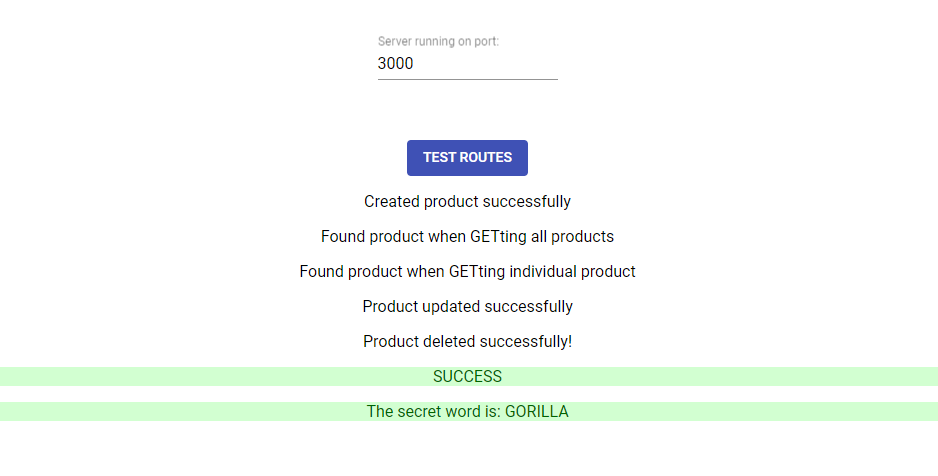 Server running on port:
3000
TEST ROUTES
Created product successfully
Found product when GETting all products
Found product when GETting individual product
Product updated successfully
Product deleted successfully!
SUCCESS
The secret word is: GORILLA